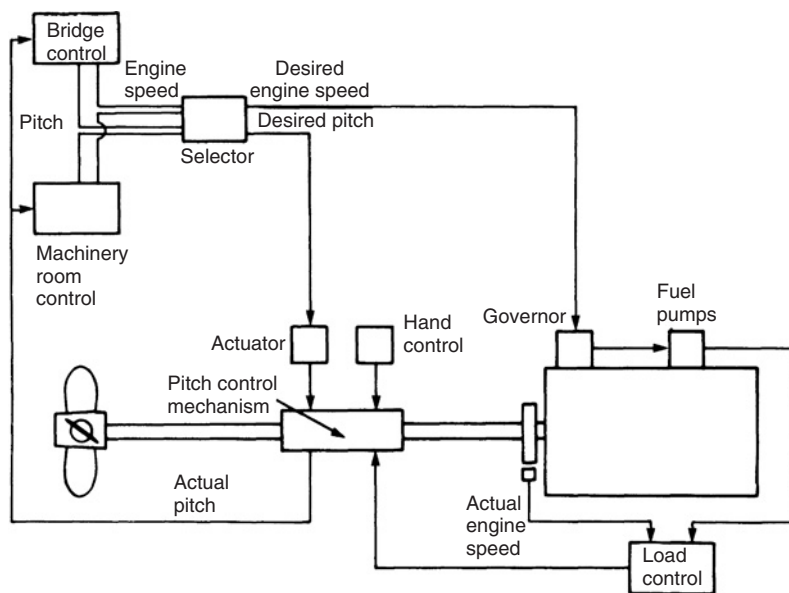 Bridge
control
Engine
speed
Desired
engine speed
Pitch
Desired pitch
Selector
Machinery
room
control
Actuator
Hand
control
Governor
Fuel
pumps
Pitch control
mechanism
Actual
pitch
Actual
engine
speed
Load
control